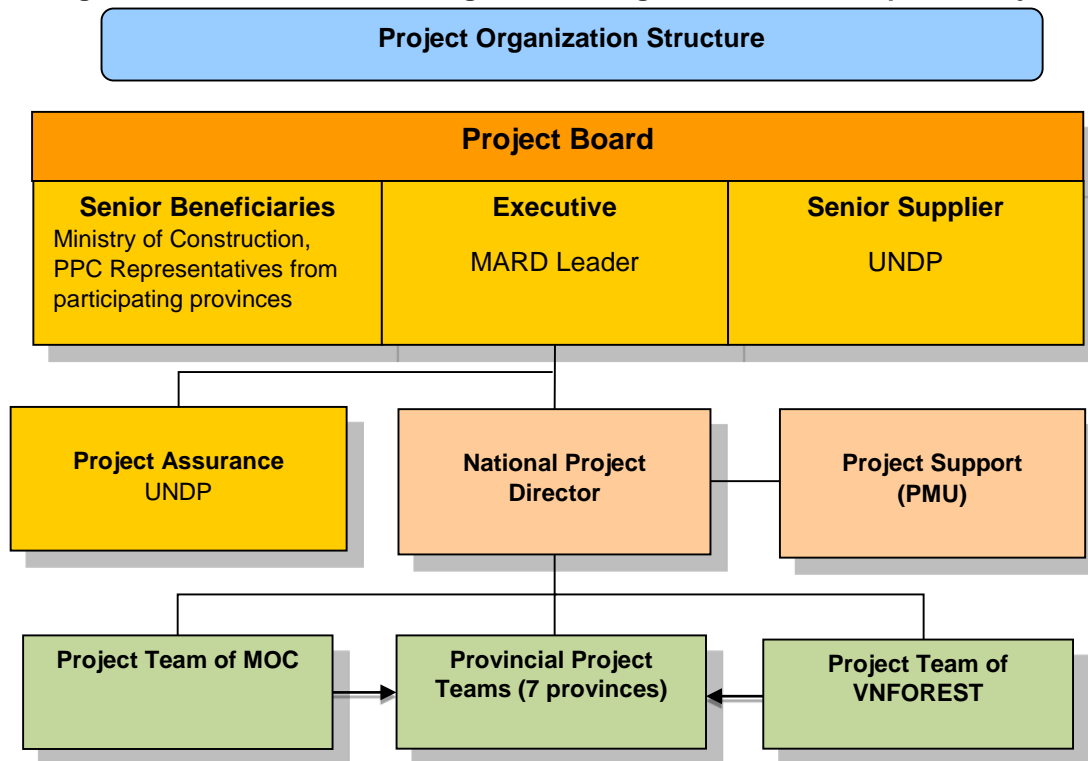 Project Organization Structure
Project Board
Senior Beneficiaries
Ministry of Construction,
PPC Representatives from
participating provinces
Executive
MARD Leader
Senior Supplier
UNDP
Project Assurance
UNDP
National Project
Director
Project Support
(PMU)
Project Team of MOC
Provincial Project
Teams (7 provinces)
Project Team of
VNFOREST